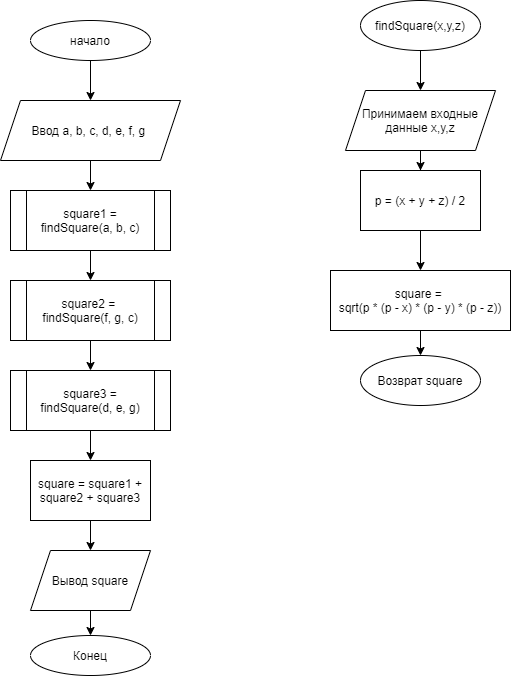 начало
Ввод a, b, c, d, e, f, g
square1 =
findSquare(a, b, c)
square2 =
findSquare(f, g, c)
square3 =
findSquare(d, e, g)
square = square1 +
square2 + square3
Вывод square
Конец
findSquare(x,y,z)
Принимаем входные
данные x,y,z
p = (x + y + z) / 2
square =
sqrt(p * (p - x) * (p - y) * (p - z))
Возврат square